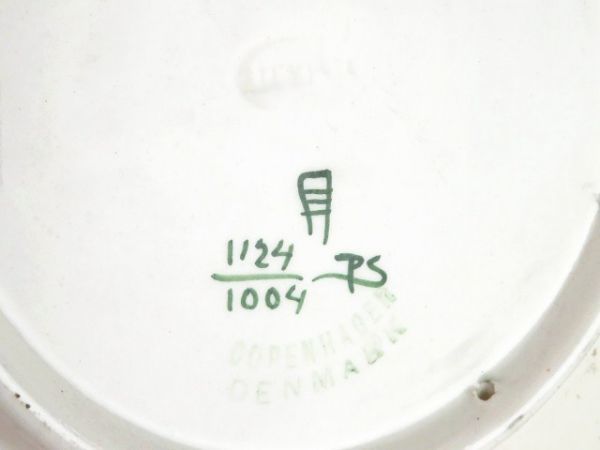 1124
1004 PS
COPENHAGEN
DENMARK